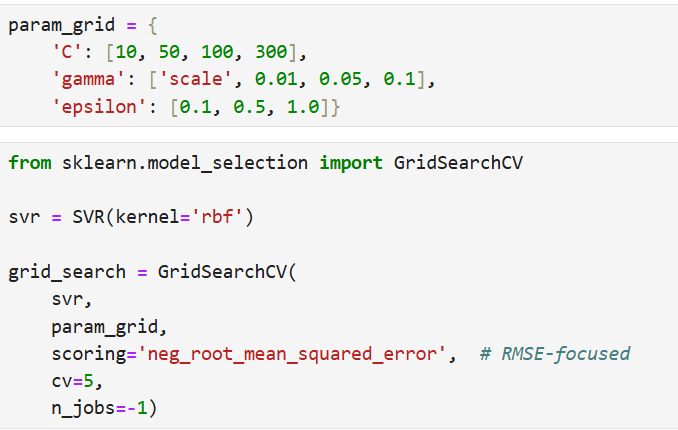 param_grid = {
    'C': [10, 50, 100, 300],
    'gamma': ['scale', 0.01, 0.05, 0.1],
    'epsilon': [0.1, 0.5, 1.0]}
from sklearn.model_selection import GridSearchCV
svr = SVR(kernel='rbf')
grid_search = GridSearchCV(
    svr,
    param_grid,
    scoring='neg_root_mean_squared_error',  # RMSE-focused
    cv=5,
    n_jobs=-1)